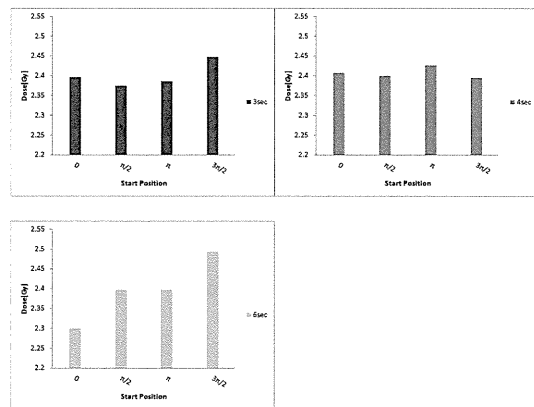 2.55
2.5
2.45
2.4
2.35
2.3
2.25
2.2
Dose[Gy]
0
π/2
π
3π/2
Start Position
3sec
2.55
2.5
2.45
2.4
2.35
2.3
2.25
2.2
Dose[Gy]
0
π/2
π
3π/2
Start Position
4sec
2.55
2.5
2.45
2.4
2.35
2.3
2.25
2.2
Dose[Gy]
0
π/2
π
3π/2
Start Position
6sec